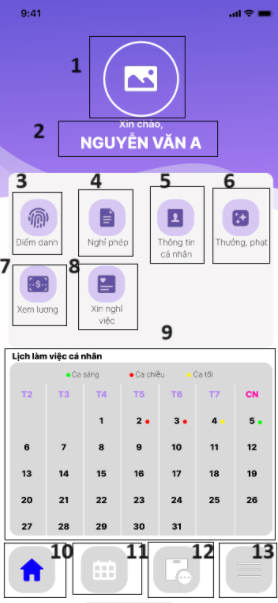 9:41
1
2
Xin chào,
NGUYỄN VĂN A
3 4 5 6
Điểm danh Nghỉ phép Thông tin cá nhân Thưởng, phạt
7 8
Xem lương Xin nghỉ việc
9
Lịch làm việc cá nhân
Ca sáng Ca chiều Ca tối
T2 T3 T4 T5 T6 T7 CN
1 2 3 4 5
6 7 8 9 10 11 12
13 14 15 16 17 18 19
20 21 22 23 24 25 26
27 28 29 30 31
10 11 12 13